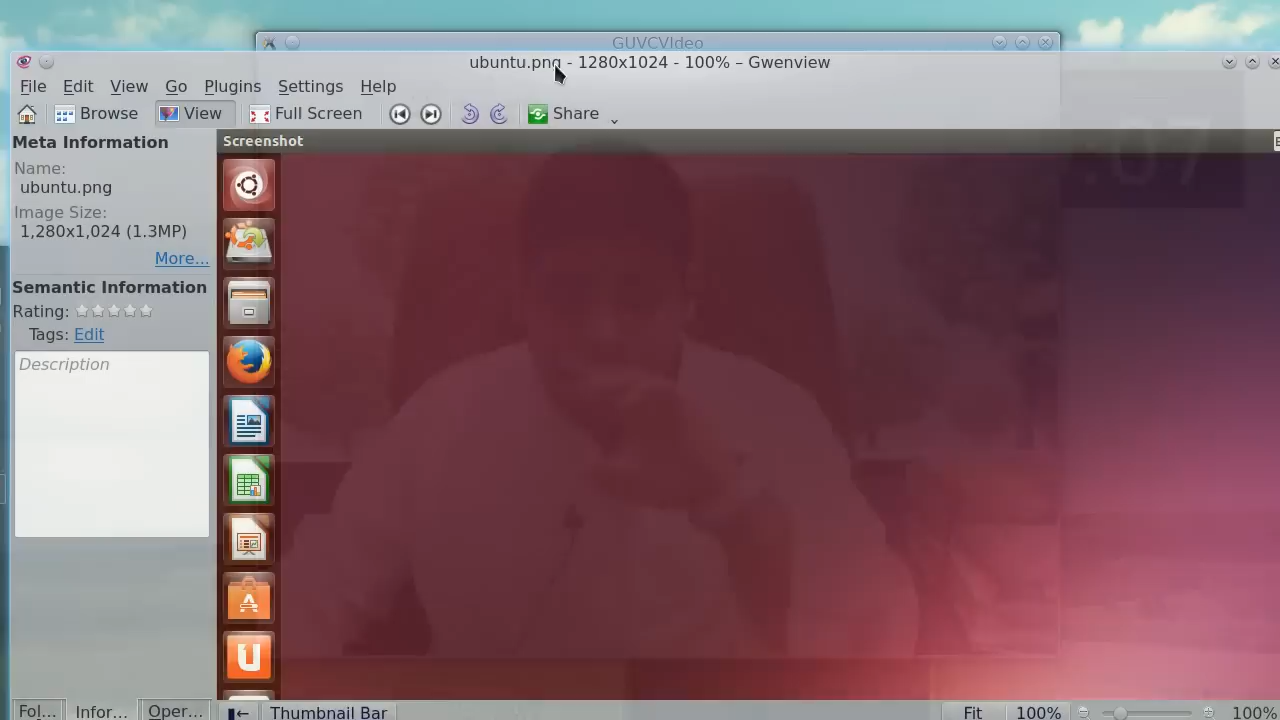 GUVCVIdeo
ubuntu.png - 1280x1024 - 100% – Gwenview
File Edit View Go Plugins Settings Help
Browse View Full Screen Share
Meta Information
Screenshot
Name:
ubuntu.png
Image Size:
1,280x1,024 (1.3MP)
More...
Semantic Information
Rating:
Tags: Edit
Description
Fol... Infor... Oper... Thumbnail Bar Fit 100% 100%